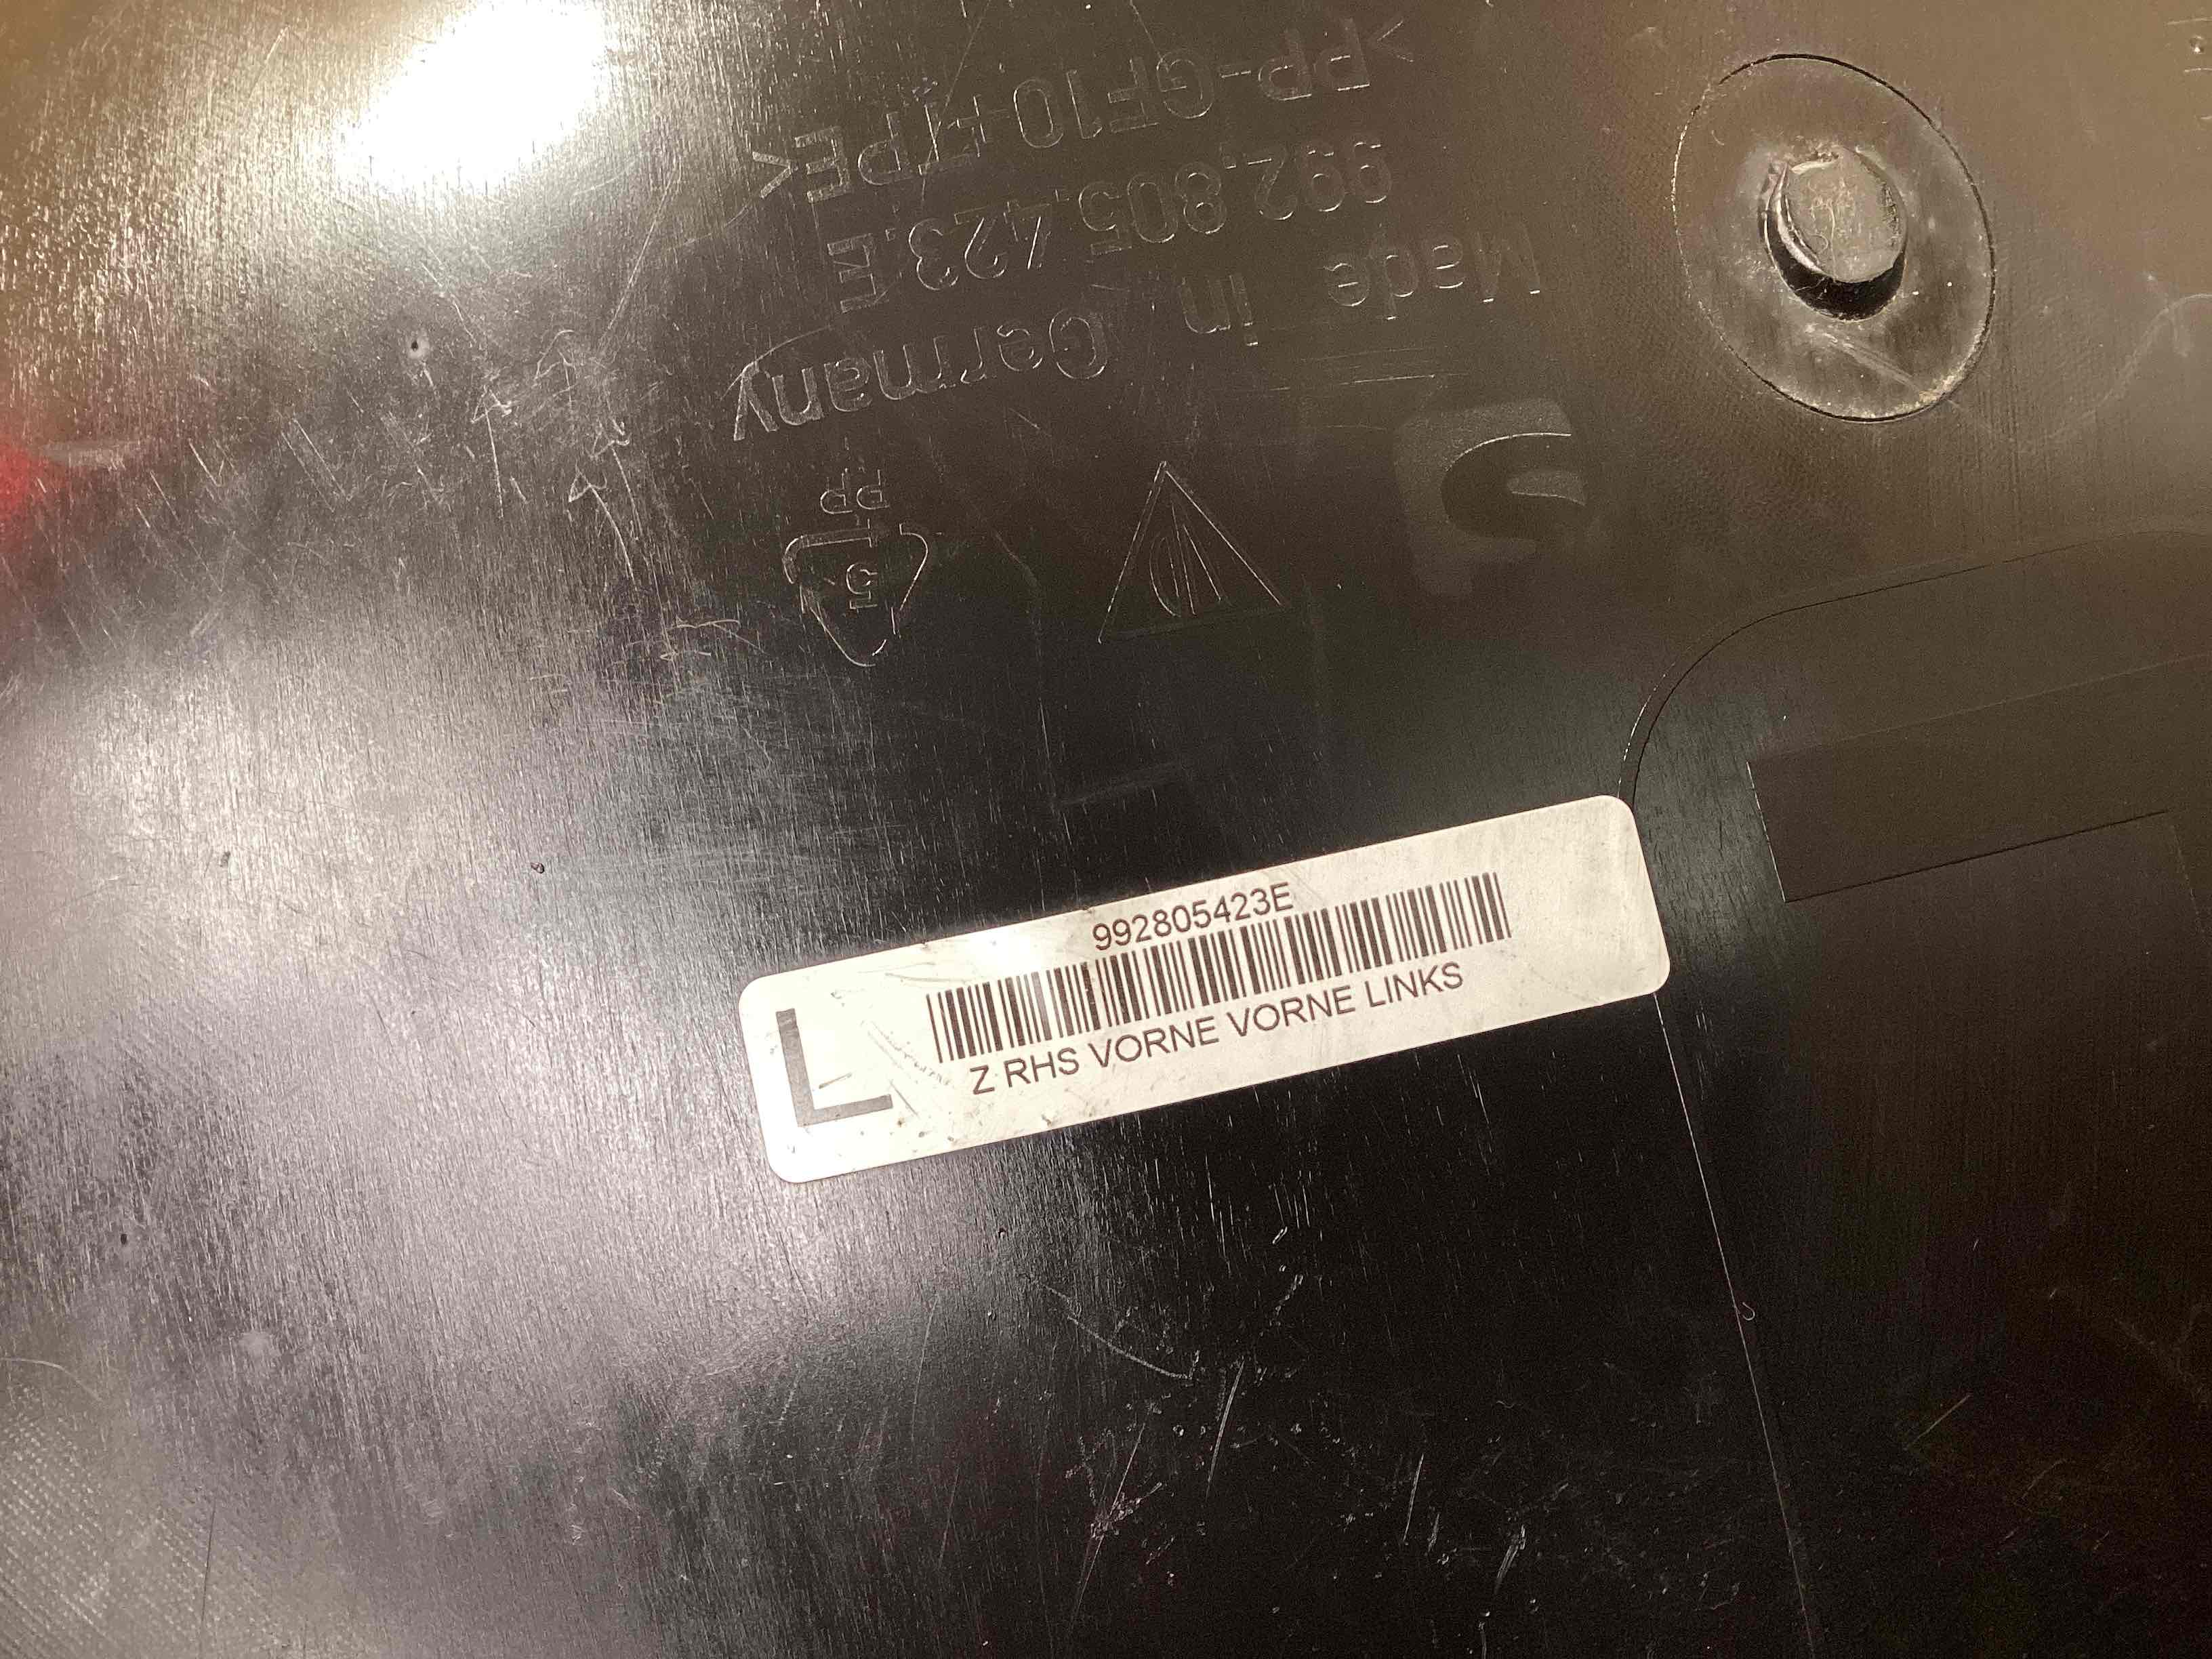 >PP-GF10+TPE<
992.805.423.E
Made in Germany
PP
5
992805423E
L
Z RHS VORNE VORNE LINKS